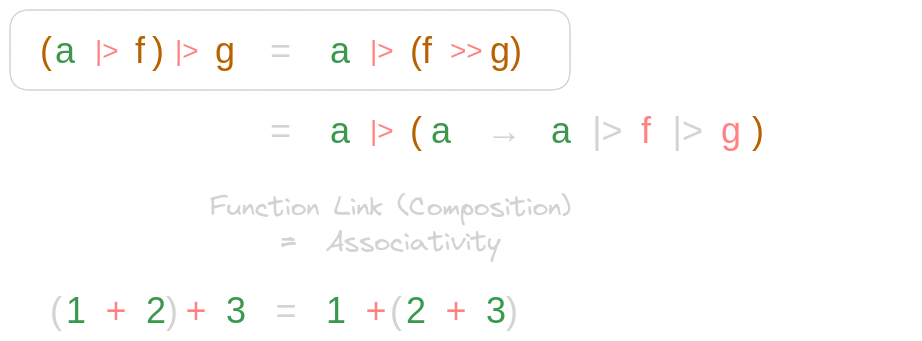 (a |> f) |> g = a |> (f >> g)
= a |> (a → a |> f |> g)
Function Link (Composition)
= Associativity
(1 + 2) + 3 = 1 + (2 + 3)